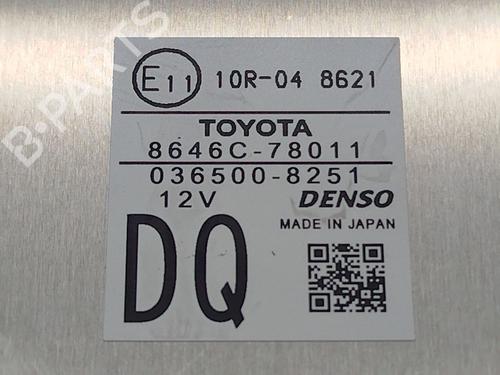 B-PARTS
E11 10R-04 8621
TOYOTA
8646C-78011
036500-8251
12V DENSO
MADE IN JAPAN
DQ